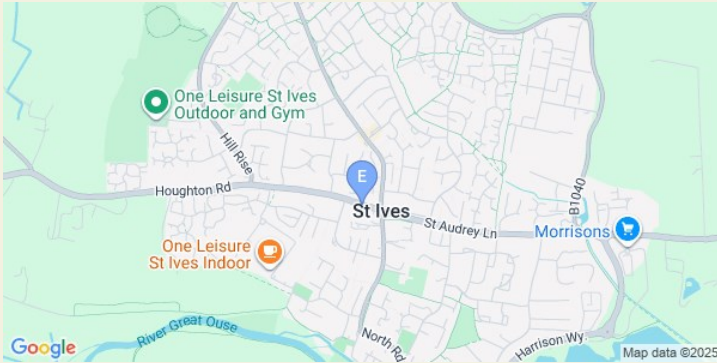 One Leisure St Ives
Outdoor and Gym
Hill Rise
Houghton Rd
E
St Ives
St Audrey Ln
B1040
Morrisons
One Leisure
St Ives Indoor
River Great Ouse
North Rd
Harrison Wy.
Google
Map data ©2025